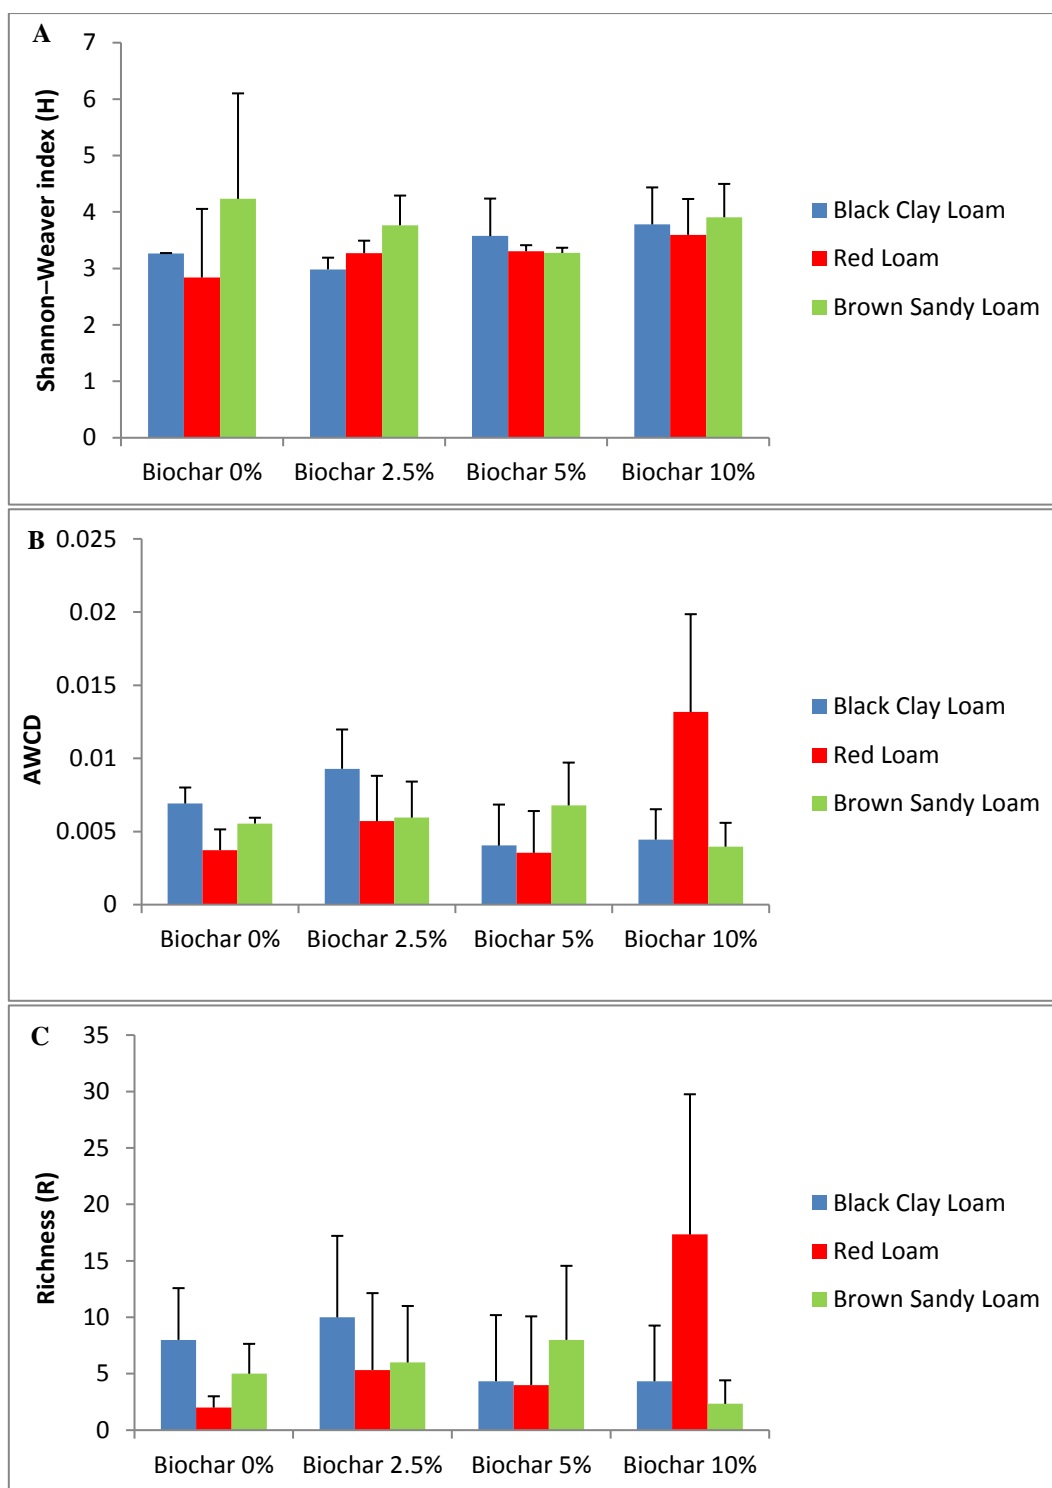 A
Shannon–Weaver index (H)
7
6
5
4
3
2
1
0
Biochar 0% Biochar 2.5% Biochar 5% Biochar 10%
Black Clay Loam
Red Loam
Brown Sandy Loam
B
AWCD
0.025
0.02
0.015
0.01
0.005
0
Biochar 0% Biochar 2.5% Biochar 5% Biochar 10%
Black Clay Loam
Red Loam
Brown Sandy Loam
C
Richness (R)
35
30
25
20
15
10
5
0
Biochar 0% Biochar 2.5% Biochar 5% Biochar 10%
Black Clay Loam
Red Loam
Brown Sandy Loam